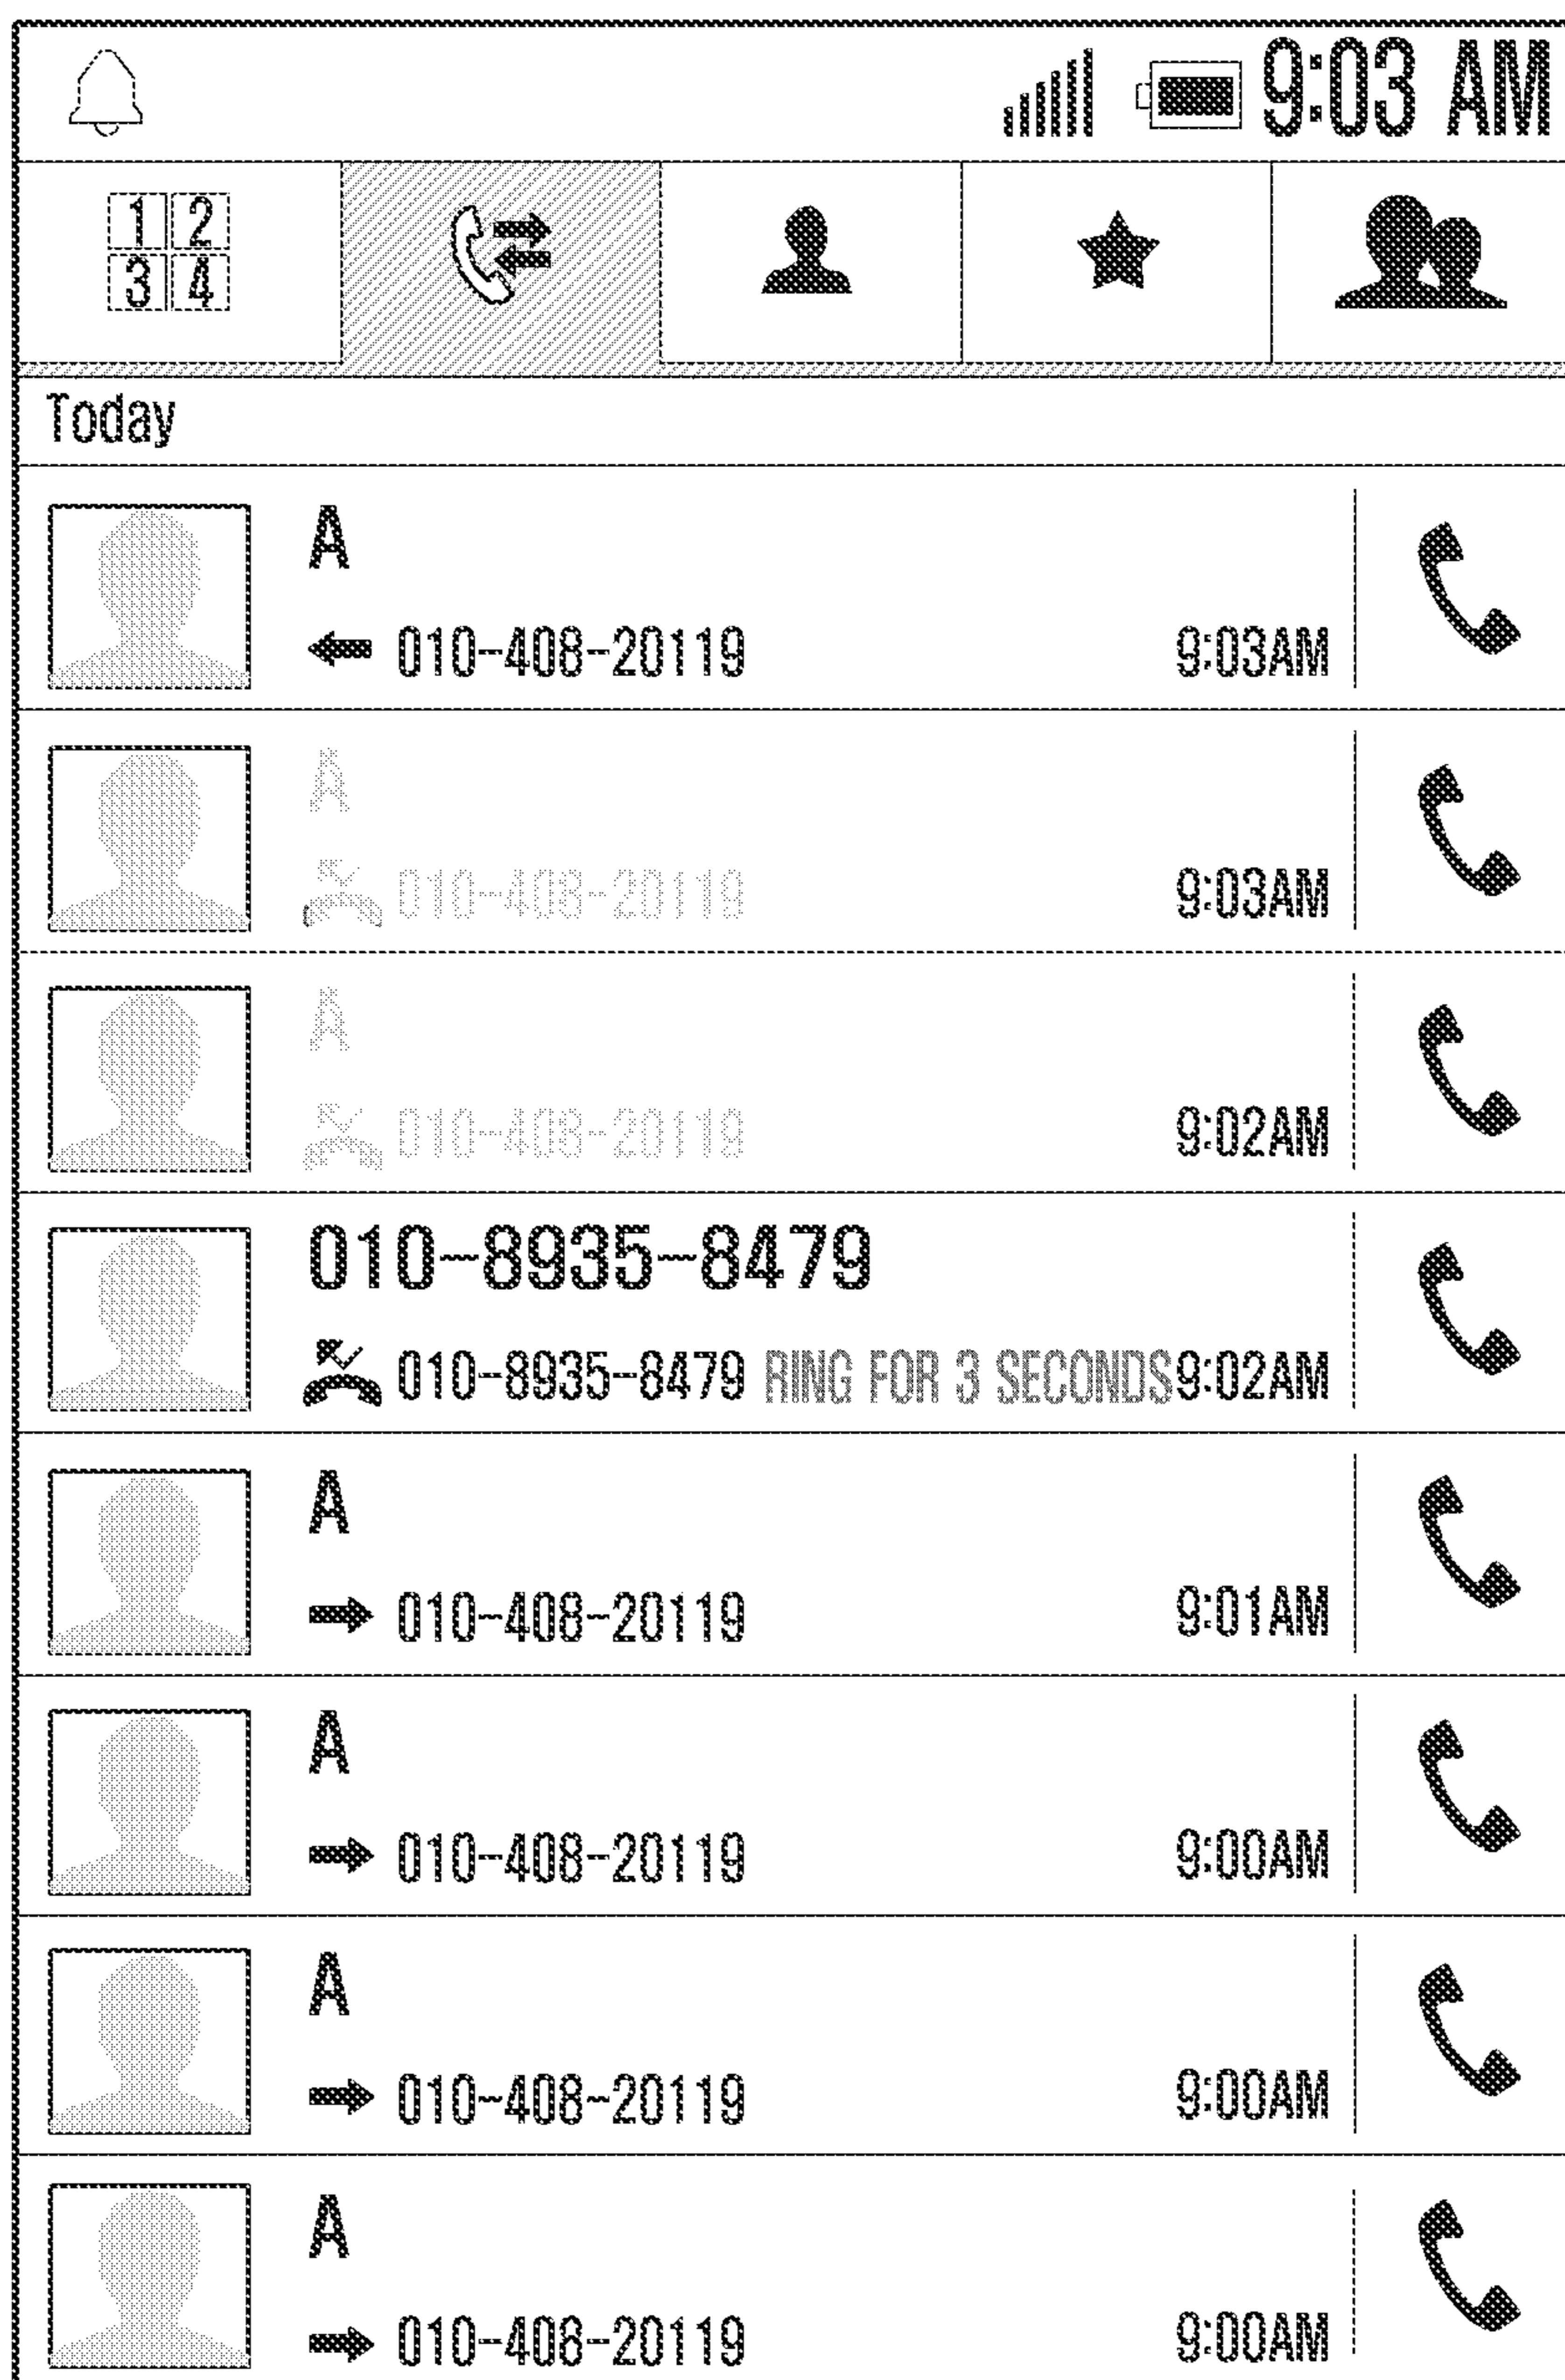 9:03 AM
1 2
3 4
Today
A
010-408-20119 9:03AM
A
010-408-20119 9:03AM
A
010-408-20119 9:02AM
010-8935-8479
010-8935-8479 RING FOR 3 SECONDS 9:02AM
A
010-408-20119 9:01AM
A
010-408-20119 9:00AM
A
010-408-20119 9:00AM
A
010-408-20119 9:00AM